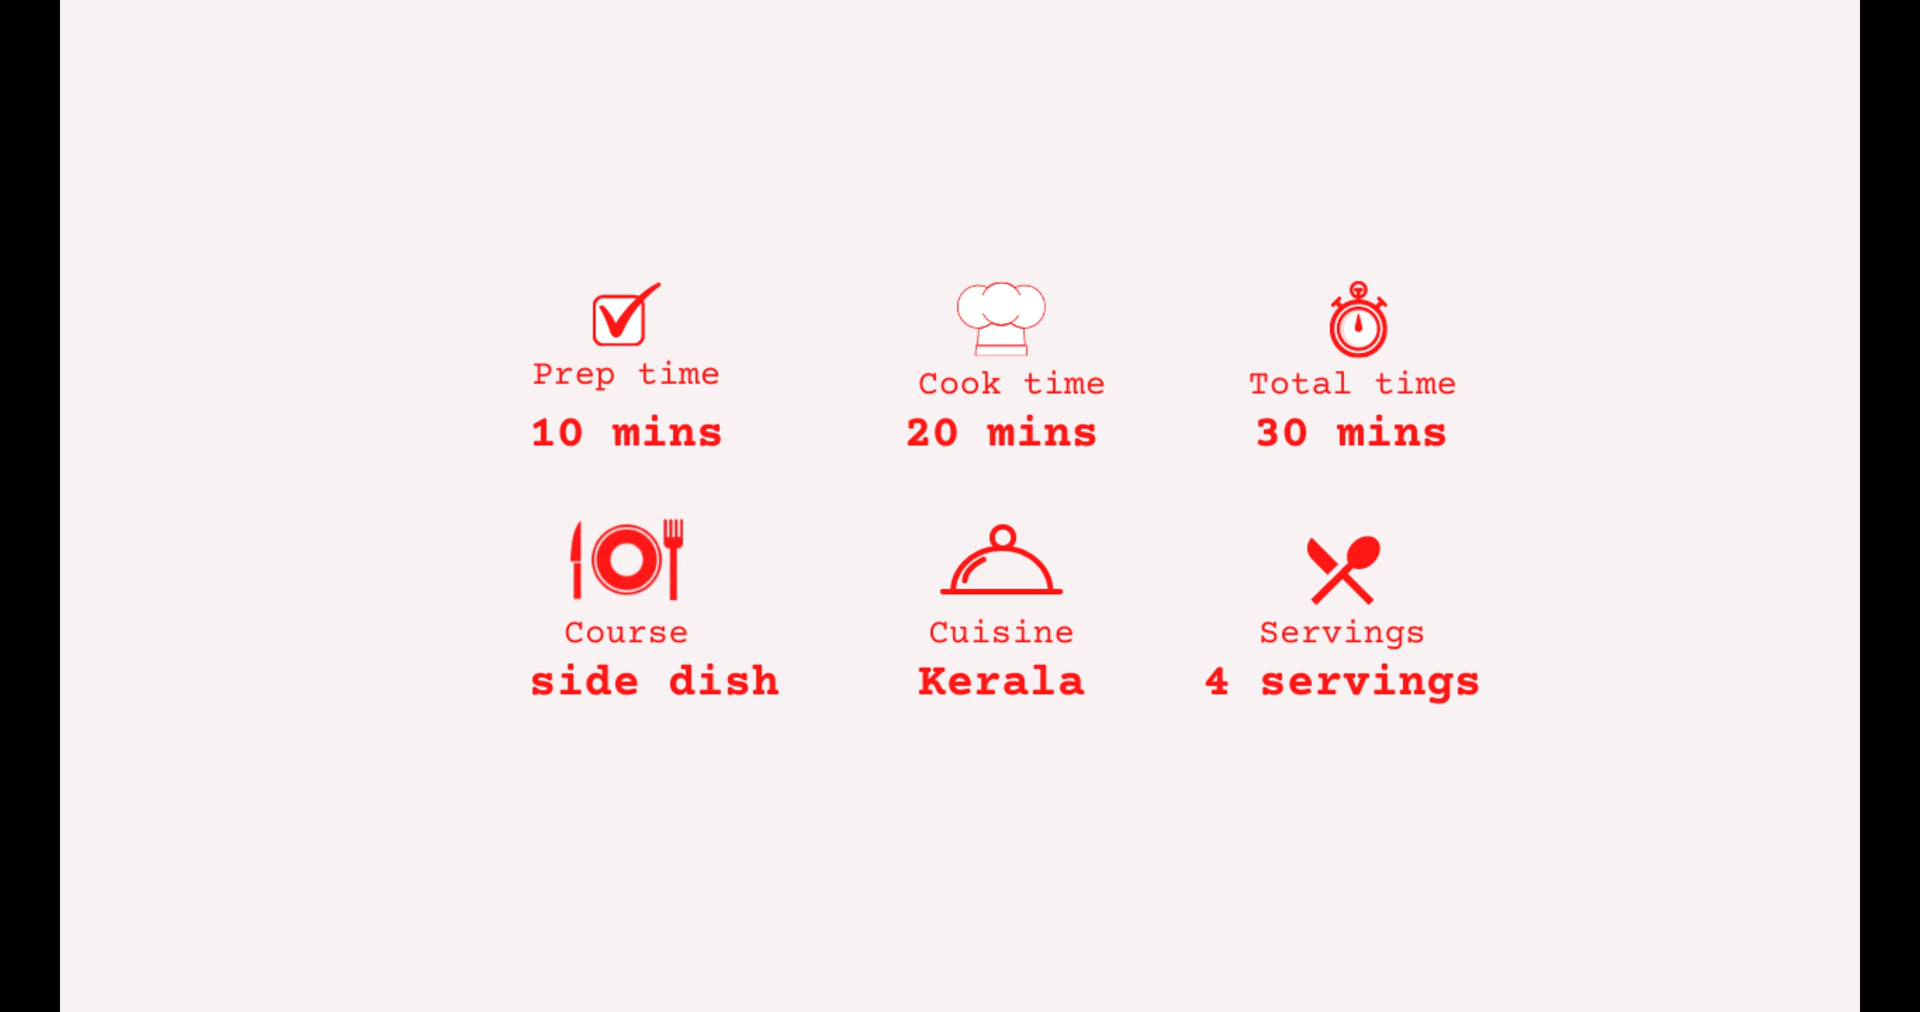 Prep time
10 mins
Cook time
20 mins
Total time
30 mins
Course
side dish
Cuisine
Kerala
Servings
4 servings